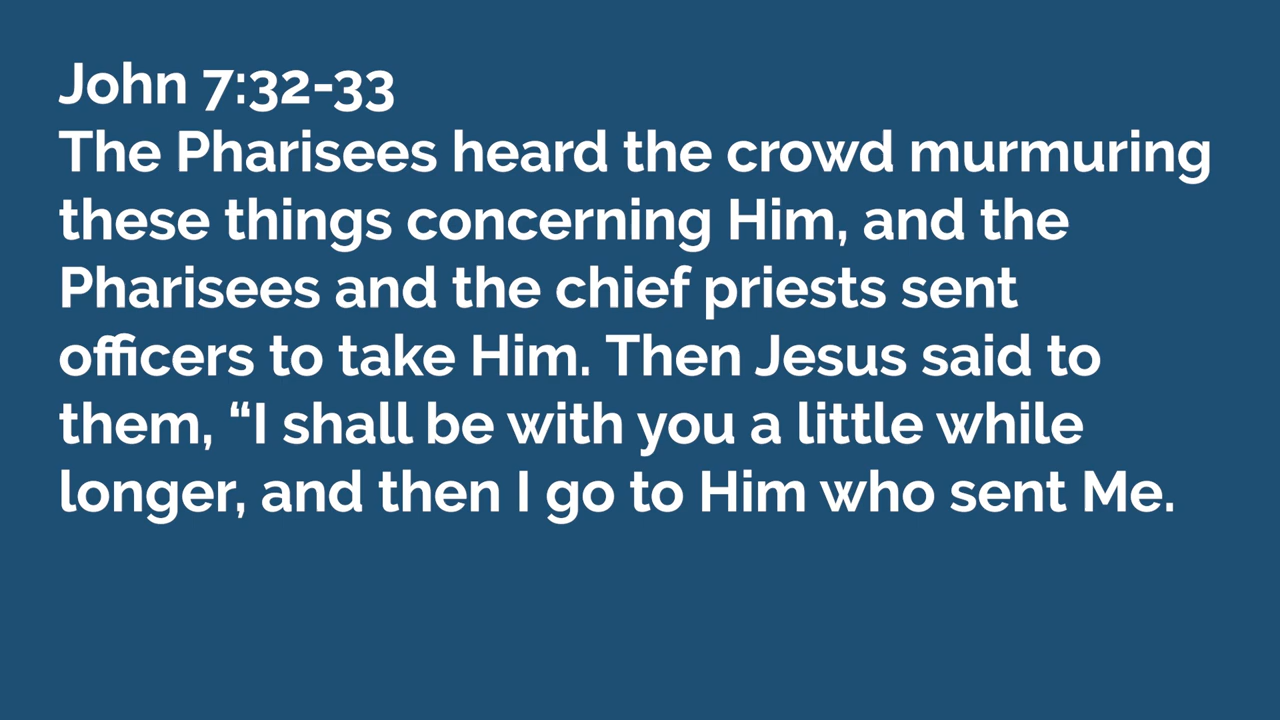 John 7:32-33
The Pharisees heard the crowd murmuring
these things concerning Him, and the
Pharisees and the chief priests sent
officers to take Him. Then Jesus said to
them, “I shall be with you a little while
longer, and then I go to Him who sent Me.